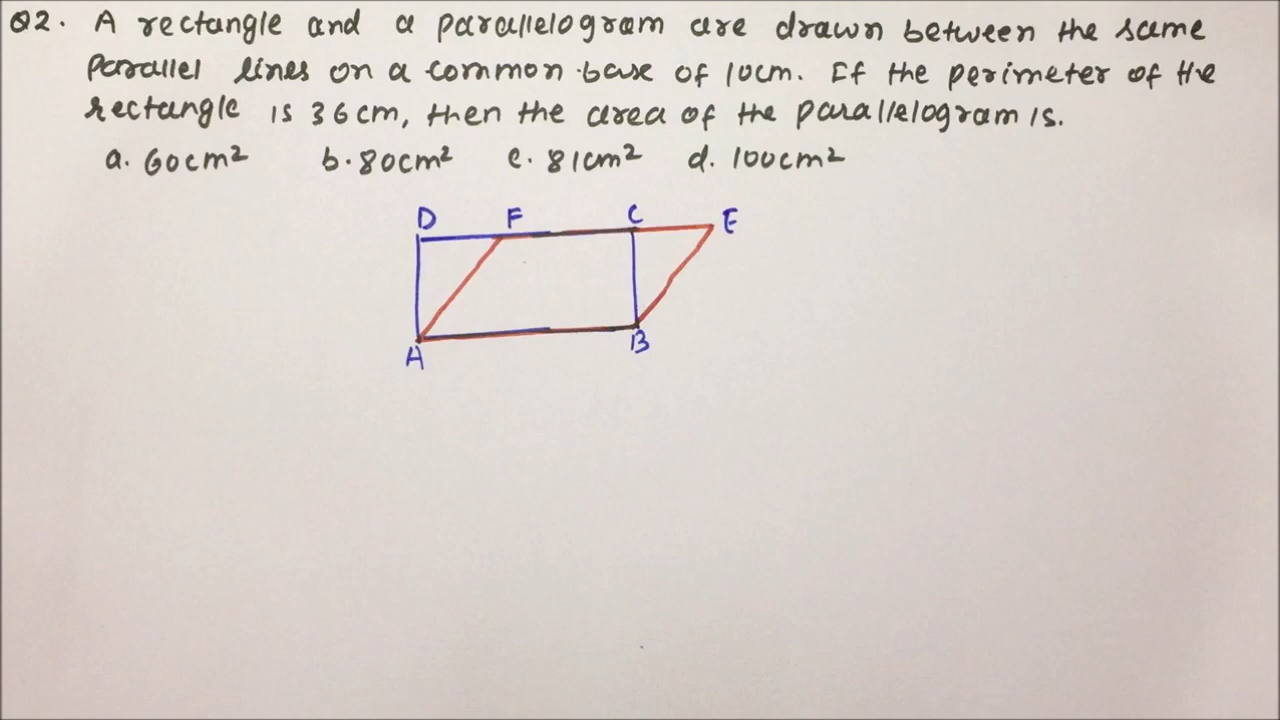 Q2. A rectangle and a parallelogram are drawn between the same
parallel lines on a common base of 10cm. If the perimeter of the
rectangle is 36cm, then the area of the parallelogram is.
a. 60cm² b. 80cm² c. 81cm² d. 100cm²
D F C E
A B